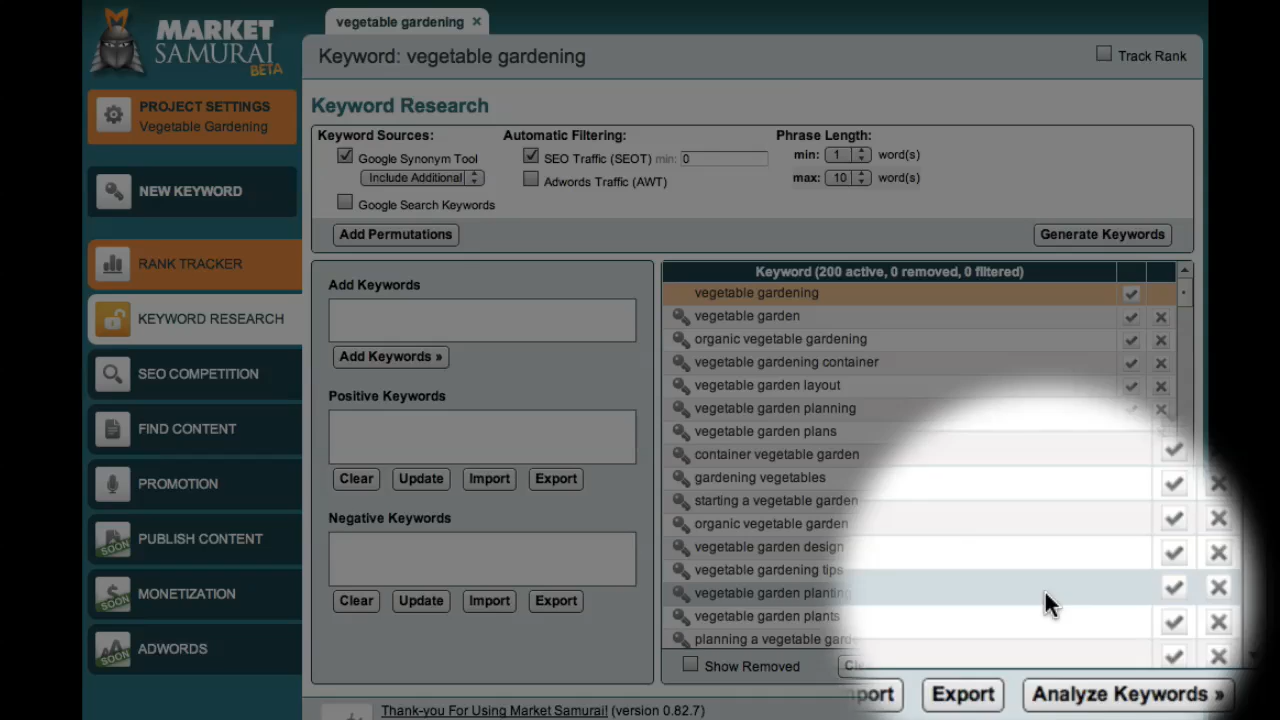 MARKET
SAMURAI
BETA
vegetable gardening ×
Keyword: vegetable gardening
Track Rank
PROJECT SETTINGS
Vegetable Gardening
NEW KEYWORD
RANK TRACKER
KEYWORD RESEARCH
SEO COMPETITION
FIND CONTENT
PROMOTION
SOON
PUBLISH CONTENT
SOON
MONETIZATION
SOON
ADWORDS
Keyword Research
Keyword Sources:
Google Synonym Tool
Include Additional
Google Search Keywords
Automatic Filtering:
SEO Traffic (SEOT) min: 0
Adwords Traffic (AWT)
Phrase Length:
min: 1 word(s)
max: 10 word(s)
Add Permutations
Generate Keywords
Add Keywords
Add Keywords »
Positive Keywords
Clear Update Import Export
Negative Keywords
Clear Update Import Export
Keyword (200 active, 0 removed, 0 filtered)
vegetable gardening
vegetable garden
organic vegetable gardening
vegetable gardening container
vegetable garden layout
vegetable garden planning
vegetable garden plans
container vegetable garden
gardening vegetables
starting a vegetable garden
organic vegetable garden
vegetable garden design
vegetable gardening tips
vegetable garden planting
vegetable garden plants
planning a vegetable
Show Removed
Export
Analyze Keywords »
Thank-you For Using Market Samurai! (version 0.82.7)